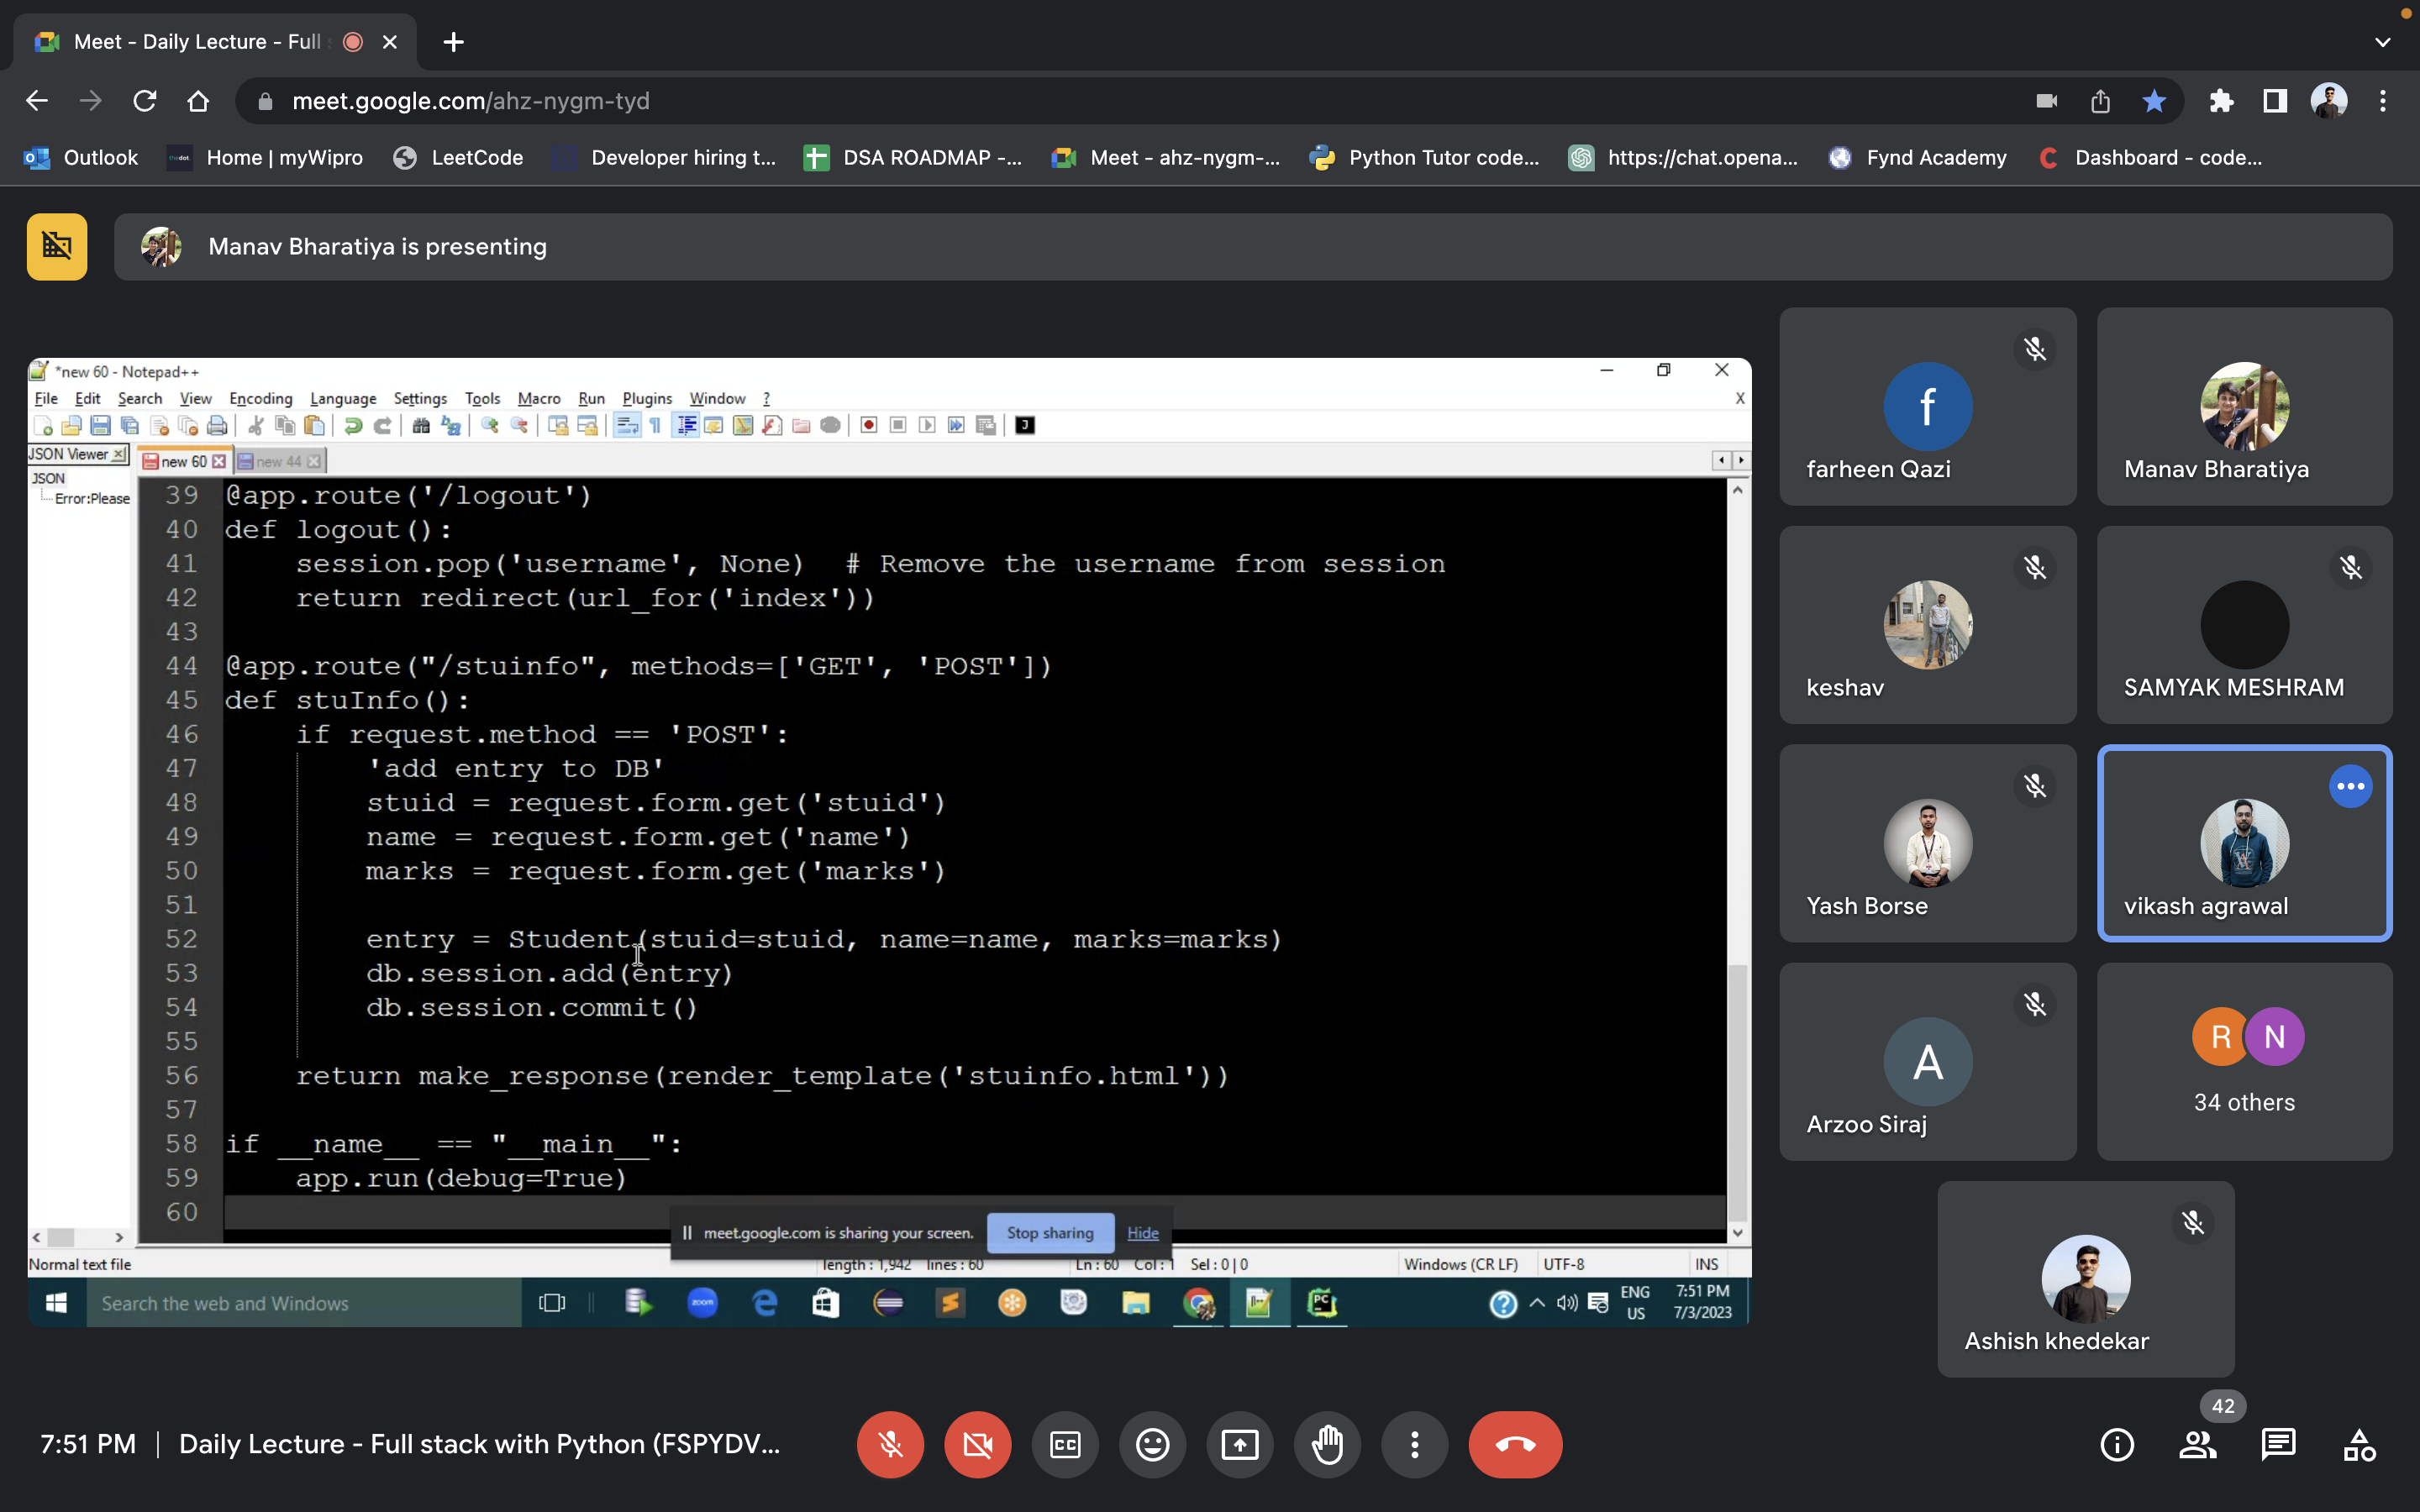 Meet - Daily Lecture - Full
meet.google.com/ahz-nygm-tyd
Outlook
Home | myWipro
LeetCode
Developer hiring t...
DSA ROADMAP -...
Meet - ahz-nygm-...
Python Tutor code...
https://chat.opena...
Fynd Academy
Dashboard - code...
Manav Bharatiya is presenting
*new 60 - Notepad++
File Edit Search View Encoding Language Settings Tools Macro Run Plugins Window ?
X
JSON Viewer
new 60
new 44
JSON
Error:Please
39 @app.route('/logout')
40 def logout():
41     session.pop('username', None)  # Remove the username from session
42     return redirect(url_for('index'))
43
44 @app.route("/stuinfo", methods=['GET', 'POST'])
45 def stuInfo():
46     if request.method == 'POST':
47         'add entry to DB'
48         stuid = request.form.get('stuid')
49         name = request.form.get('name')
50         marks = request.form.get('marks')
51
52         entry = Student(stuid=stuid, name=name, marks=marks)
53         db.session.add(entry)
54         db.session.commit()
55
56     return make_response(render_template('stuinfo.html'))
57
58 if __name__ == "__main__":
59     app.run(debug=True)
60
meet.google.com is sharing your screen. Stop sharing Hide
Normal text file length : 1,942 lines : 60 Ln : 60 Col : 1 Sel : 0 | 0 Windows (CR LF) UTF-8 INS
Search the web and Windows
zoom
PC
ENG
US
7:51 PM
7/3/2023
f
farheen Qazi
Manav Bharatiya
keshav
SAMYAK MESHRAM
Yash Borse
vikash agrawal
A
Arzoo Siraj
R N
34 others
Ashish khedekar
7:51 PM | Daily Lecture - Full stack with Python (FSPYDV...
CC
42